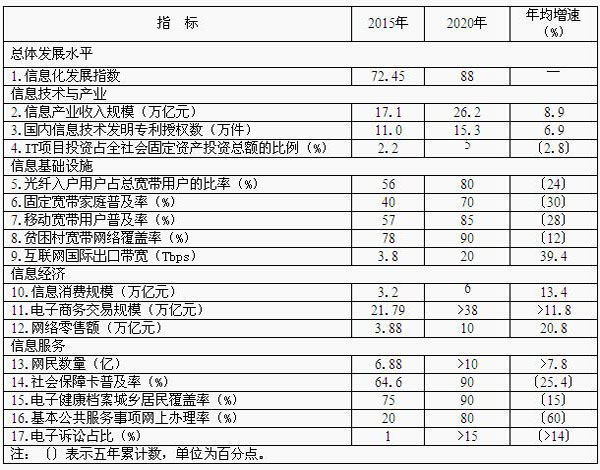 指 标 2015年 2020年 年均增速(%)
总体发展水平
1.信息化发展指数 72.45 88 —
信息技术与产业
2.信息产业收入规模(万亿元) 17.1 26.2 8.9
3.国内信息技术发明专利授权数(万件) 11.0 15.3 6.9
4.IT项目投资占全社会固定资产投资总额的比例(%) 2.2 5 〔2.8〕
信息基础设施
5.光纤入户用户占总宽带用户的比率(%) 56 80 〔24〕
6.固定宽带家庭普及率(%) 40 70 〔30〕
7.移动宽带用户普及率(%) 57 85 〔28〕
8.贫困村宽带网络覆盖率(%) 78 90 〔12〕
9.互联网国际出口带宽(Tbps) 3.8 20 39.4
信息经济
10.信息消费规模(万亿元) 3.2 6 13.4
11.电子商务交易规模(万亿元) 21.79 >38 >11.8
12.网络零售额(万亿元) 3.88 10 20.8
信息服务
13.网民数量(亿) 6.88 >10 >7.8
14.社会保障卡普及率(%) 64.6 90 〔25.4〕
15.电子健康档案城乡居民覆盖率(%) 75 90 〔15〕
16.基本公共服务事项网上办理率(%) 20 80 〔60〕
17.电子诉讼占比(%) 1 >15 〔>14〕
注:〔〕表示五年累计数,单位为百分点。